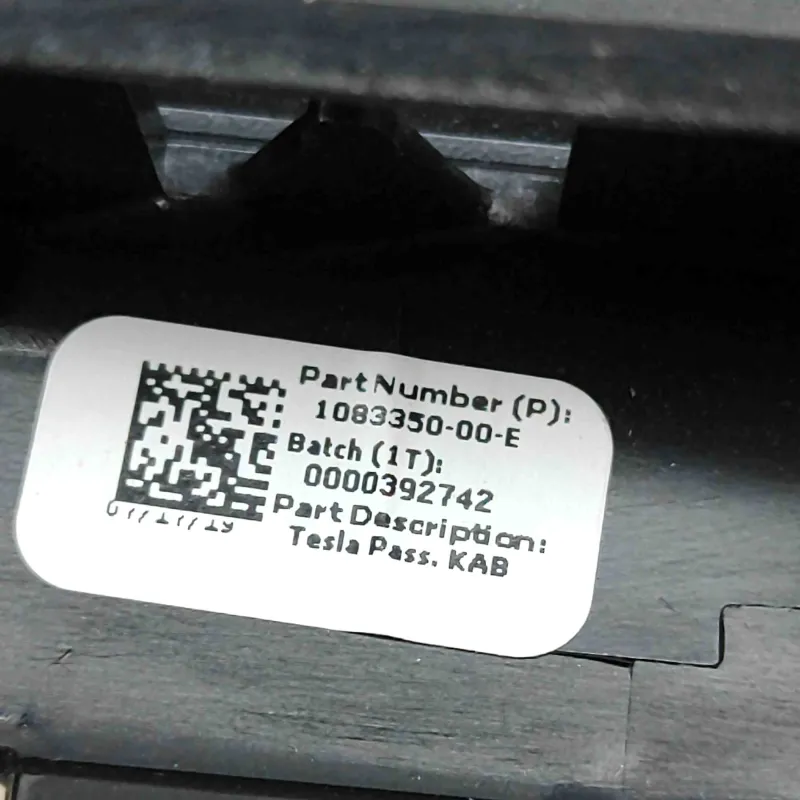 Part Number (P):
1083350-00-E
Batch (1T):
0000392742
Part Description:
Tesla Pass. KAB